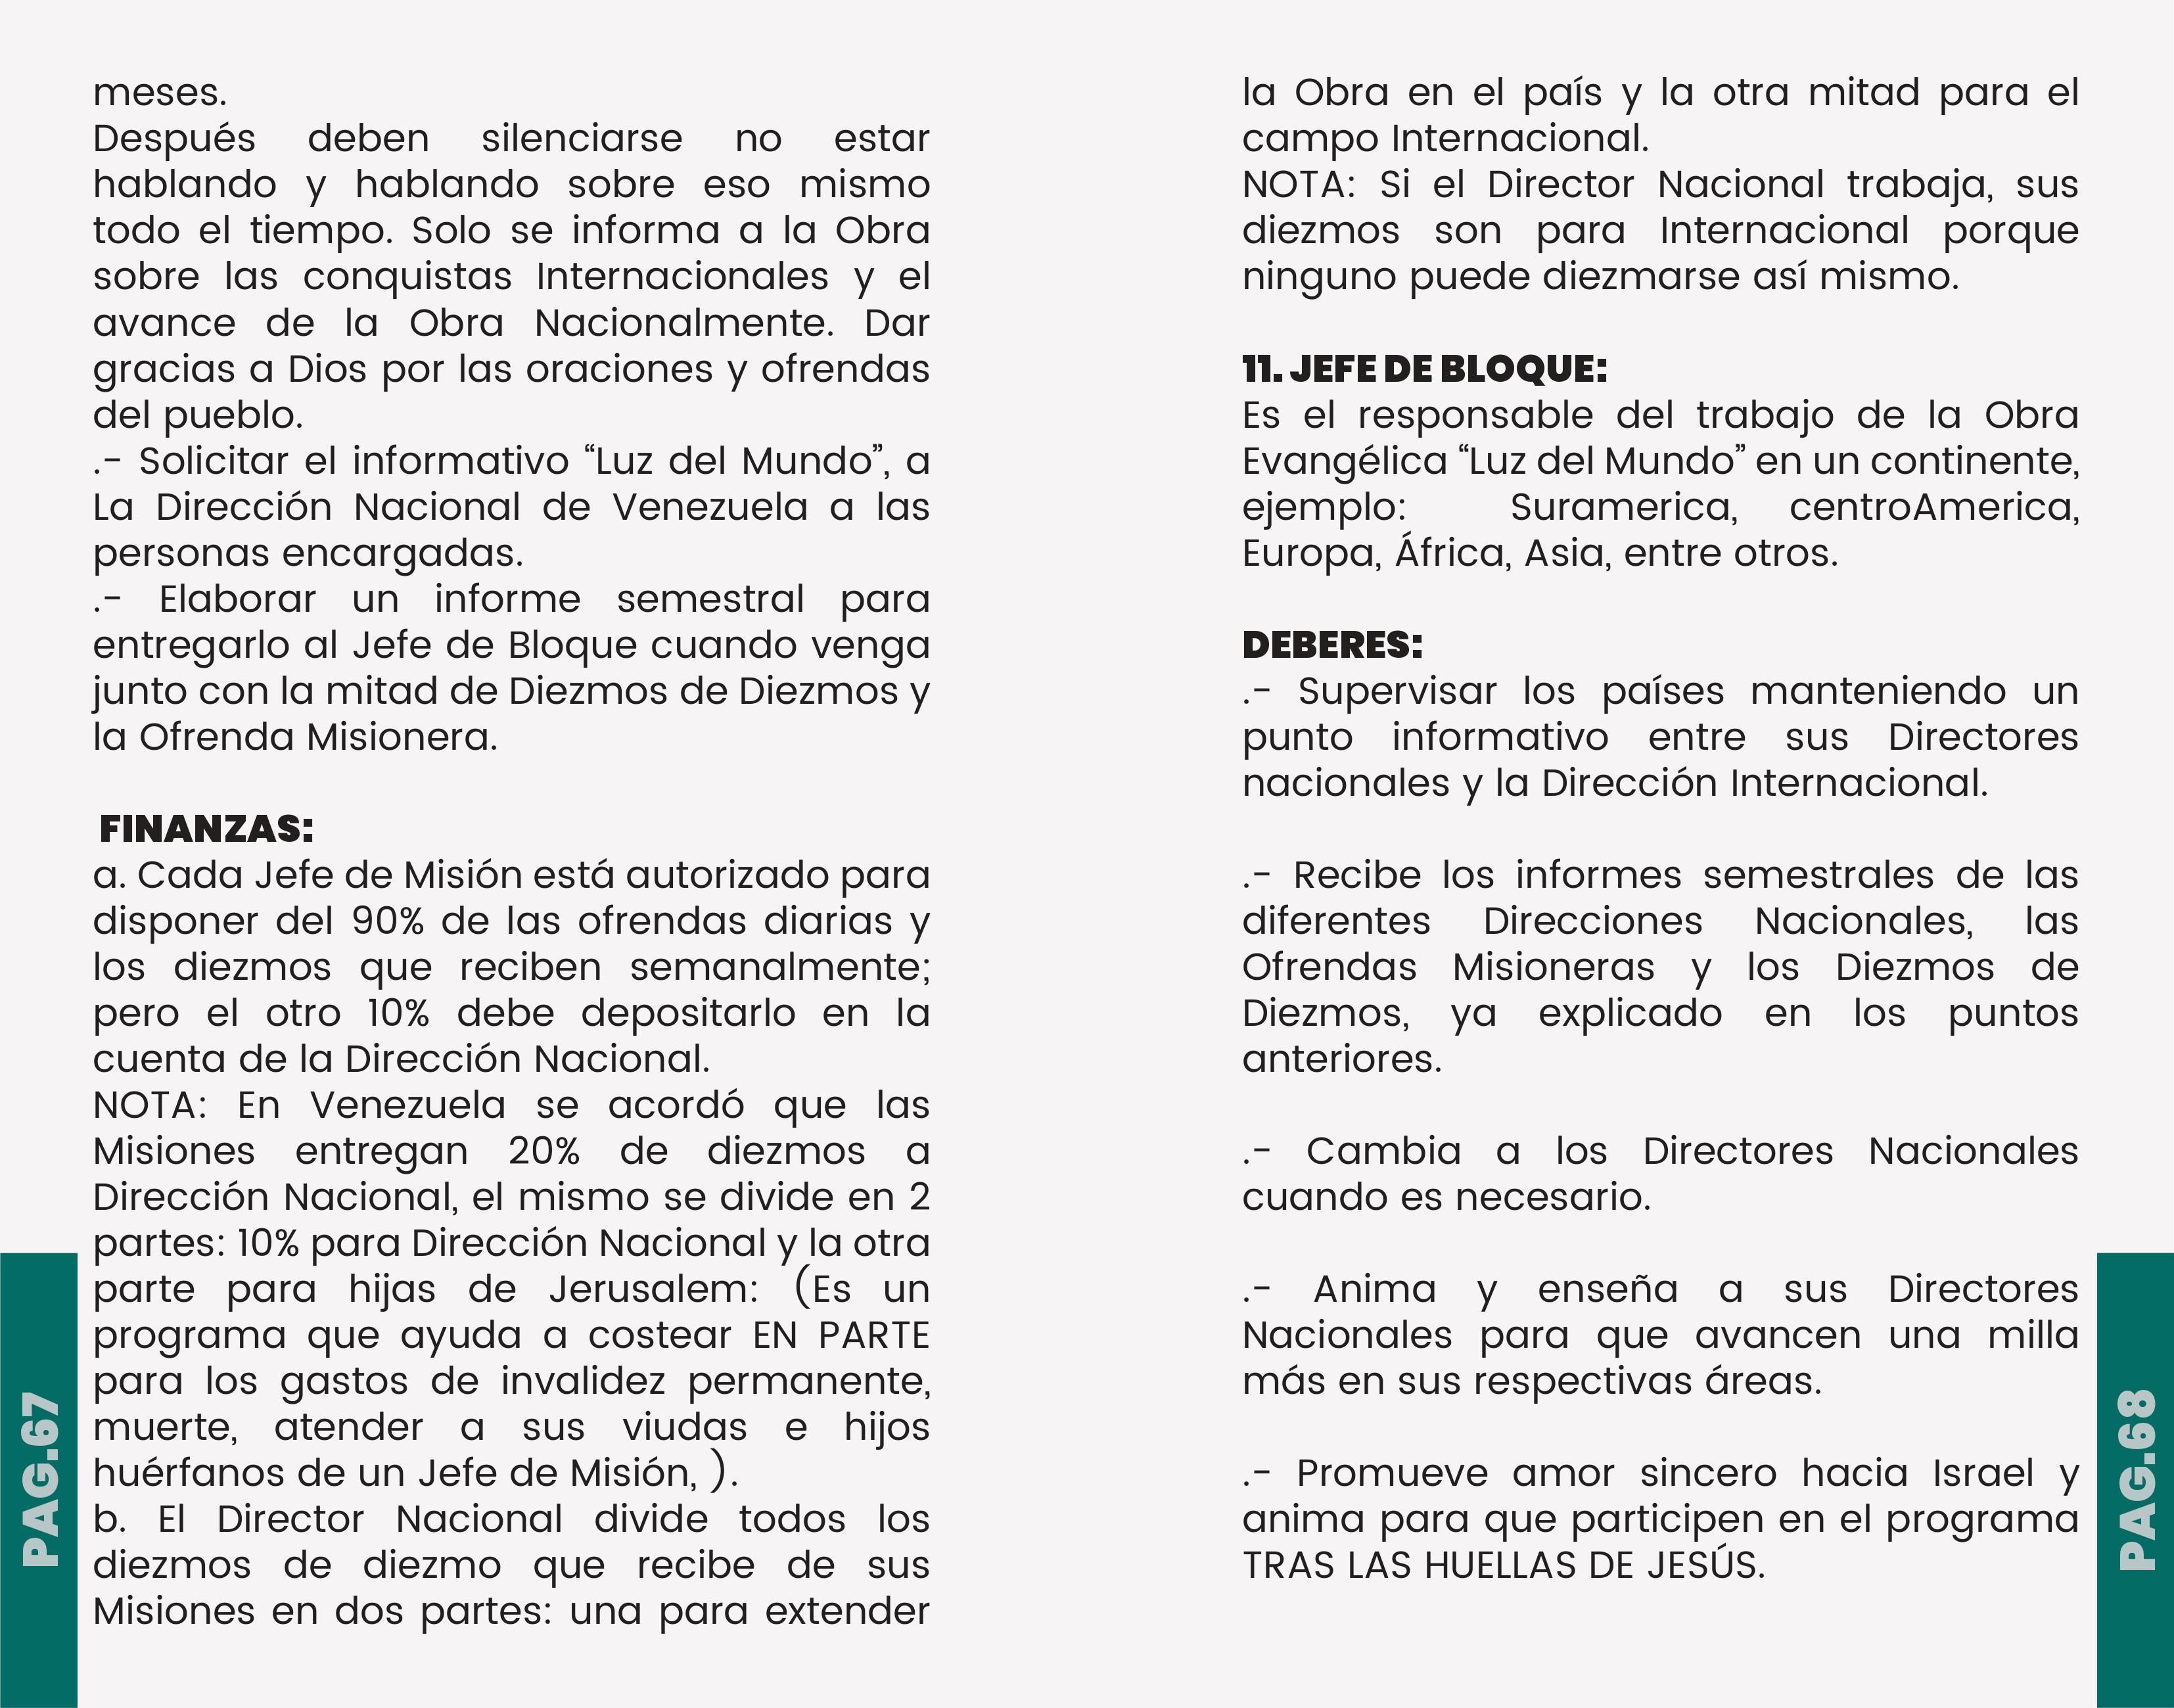 meses.
Después deben silenciarse no estar
hablando y hablando sobre eso mismo
todo el tiempo. Solo se informa a la Obra
sobre las conquistas Internacionales y el
avance de la Obra Nacionalmente. Dar
gracias a Dios por las oraciones y ofrendas
del pueblo.
.- Solicitar el informativo “Luz del Mundo”, a
La Dirección Nacional de Venezuela a las
personas encargadas.
.- Elaborar un informe semestral para
entregarlo al Jefe de Bloque cuando venga
junto con la mitad de Diezmos de Diezmos y
la Ofrenda Misionera.
FINANZAS:
a. Cada Jefe de Misión está autorizado para
disponer del 90% de las ofrendas diarias y
los diezmos que reciben semanalmente;
pero el otro 10% debe depositarlo en la
cuenta de la Dirección Nacional.
NOTA: En Venezuela se acordó que las
Misiones entregan 20% de diezmos a
Dirección Nacional, el mismo se divide en 2
partes: 10% para Dirección Nacional y la otra
parte para hijas de Jerusalem: (Es un
programa que ayuda a costear EN PARTE
para los gastos de invalidez permanente,
muerte, atender a sus viudas e hijos
huérfanos de un Jefe de Misión, ).
b. El Director Nacional divide todos los
diezmos de diezmo que recibe de sus
Misiones en dos partes: una para extender
PAG.67
la Obra en el país y la otra mitad para el
campo Internacional.
NOTA: Si el Director Nacional trabaja, sus
diezmos son para Internacional porque
ninguno puede diezmarse así mismo.
11. JEFE DE BLOQUE:
Es el responsable del trabajo de la Obra
Evangélica “Luz del Mundo” en un continente,
ejemplo: Suramerica, centroAmerica,
Europa, África, Asia, entre otros.
DEBERES:
.- Supervisar los países manteniendo un
punto informativo entre sus Directores
nacionales y la Dirección Internacional.
.- Recibe los informes semestrales de las
diferentes Direcciones Nacionales, las
Ofrendas Misioneras y los Diezmos de
Diezmos, ya explicado en los puntos
anteriores.
.- Cambia a los Directores Nacionales
cuando es necesario.
.- Anima y enseña a sus Directores
Nacionales para que avancen una milla
más en sus respectivas áreas.
.- Promueve amor sincero hacia Israel y
anima para que participen en el programa
TRAS LAS HUELLAS DE JESÚS.
PAG.68